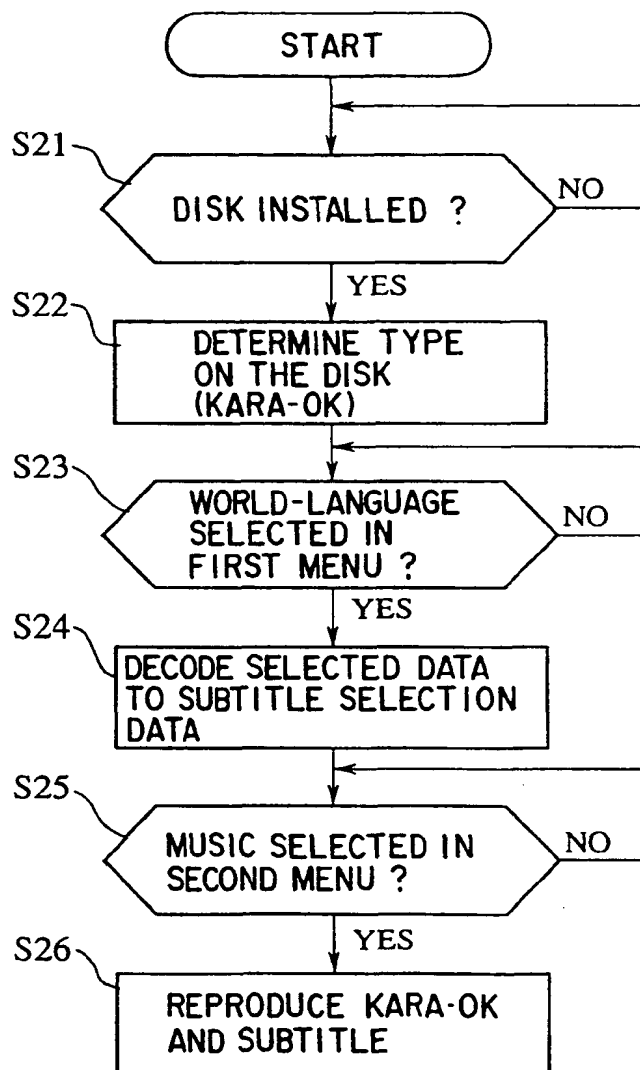 START
S21
DISK INSTALLED ?
NO
YES
S22
DETERMINE TYPE
ON THE DISK
(KARA-OK)
S23
WORLD-LANGUAGE
SELECTED IN
FIRST MENU ?
NO
YES
S24
DECODE SELECTED DATA
TO SUBTITLE SELECTION
DATA
S25
MUSIC SELECTED IN
SECOND MENU ?
NO
YES
S26
REPRODUCE KARA-OK
AND SUBTITLE